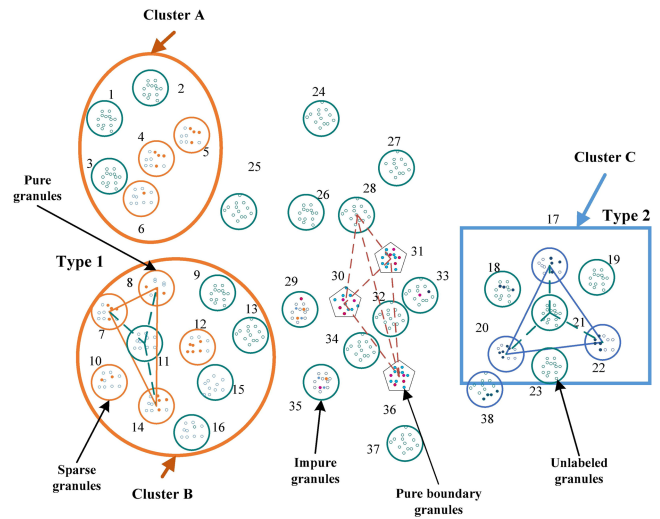 Cluster A
1
2
24
4
5
27
3
25
Cluster C
Pure
granules
26
28
17
6
Type 2
Type 1
31
8
9
30
18
19
29
33
13
32
12
7
20
21
34
10
11
15
22
23
14
36
35
16
37
38
Sparse
granules
Cluster B
Impure
granules
Pure boundary
granules
Unlabeled
granules